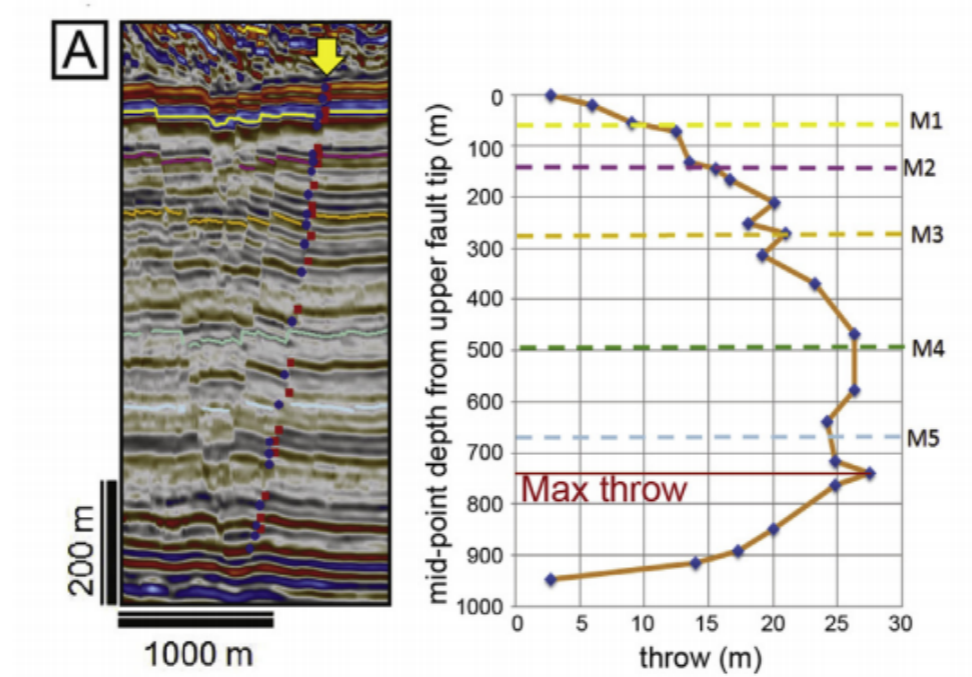 A
200 m
1000 m
mid-point depth from upper fault tip (m)
0
100
200
300
400
500
600
700
800
900
1000
M1
M2
M3
M4
M5
Max throw
0 5 10 15 20 25 30
throw (m)